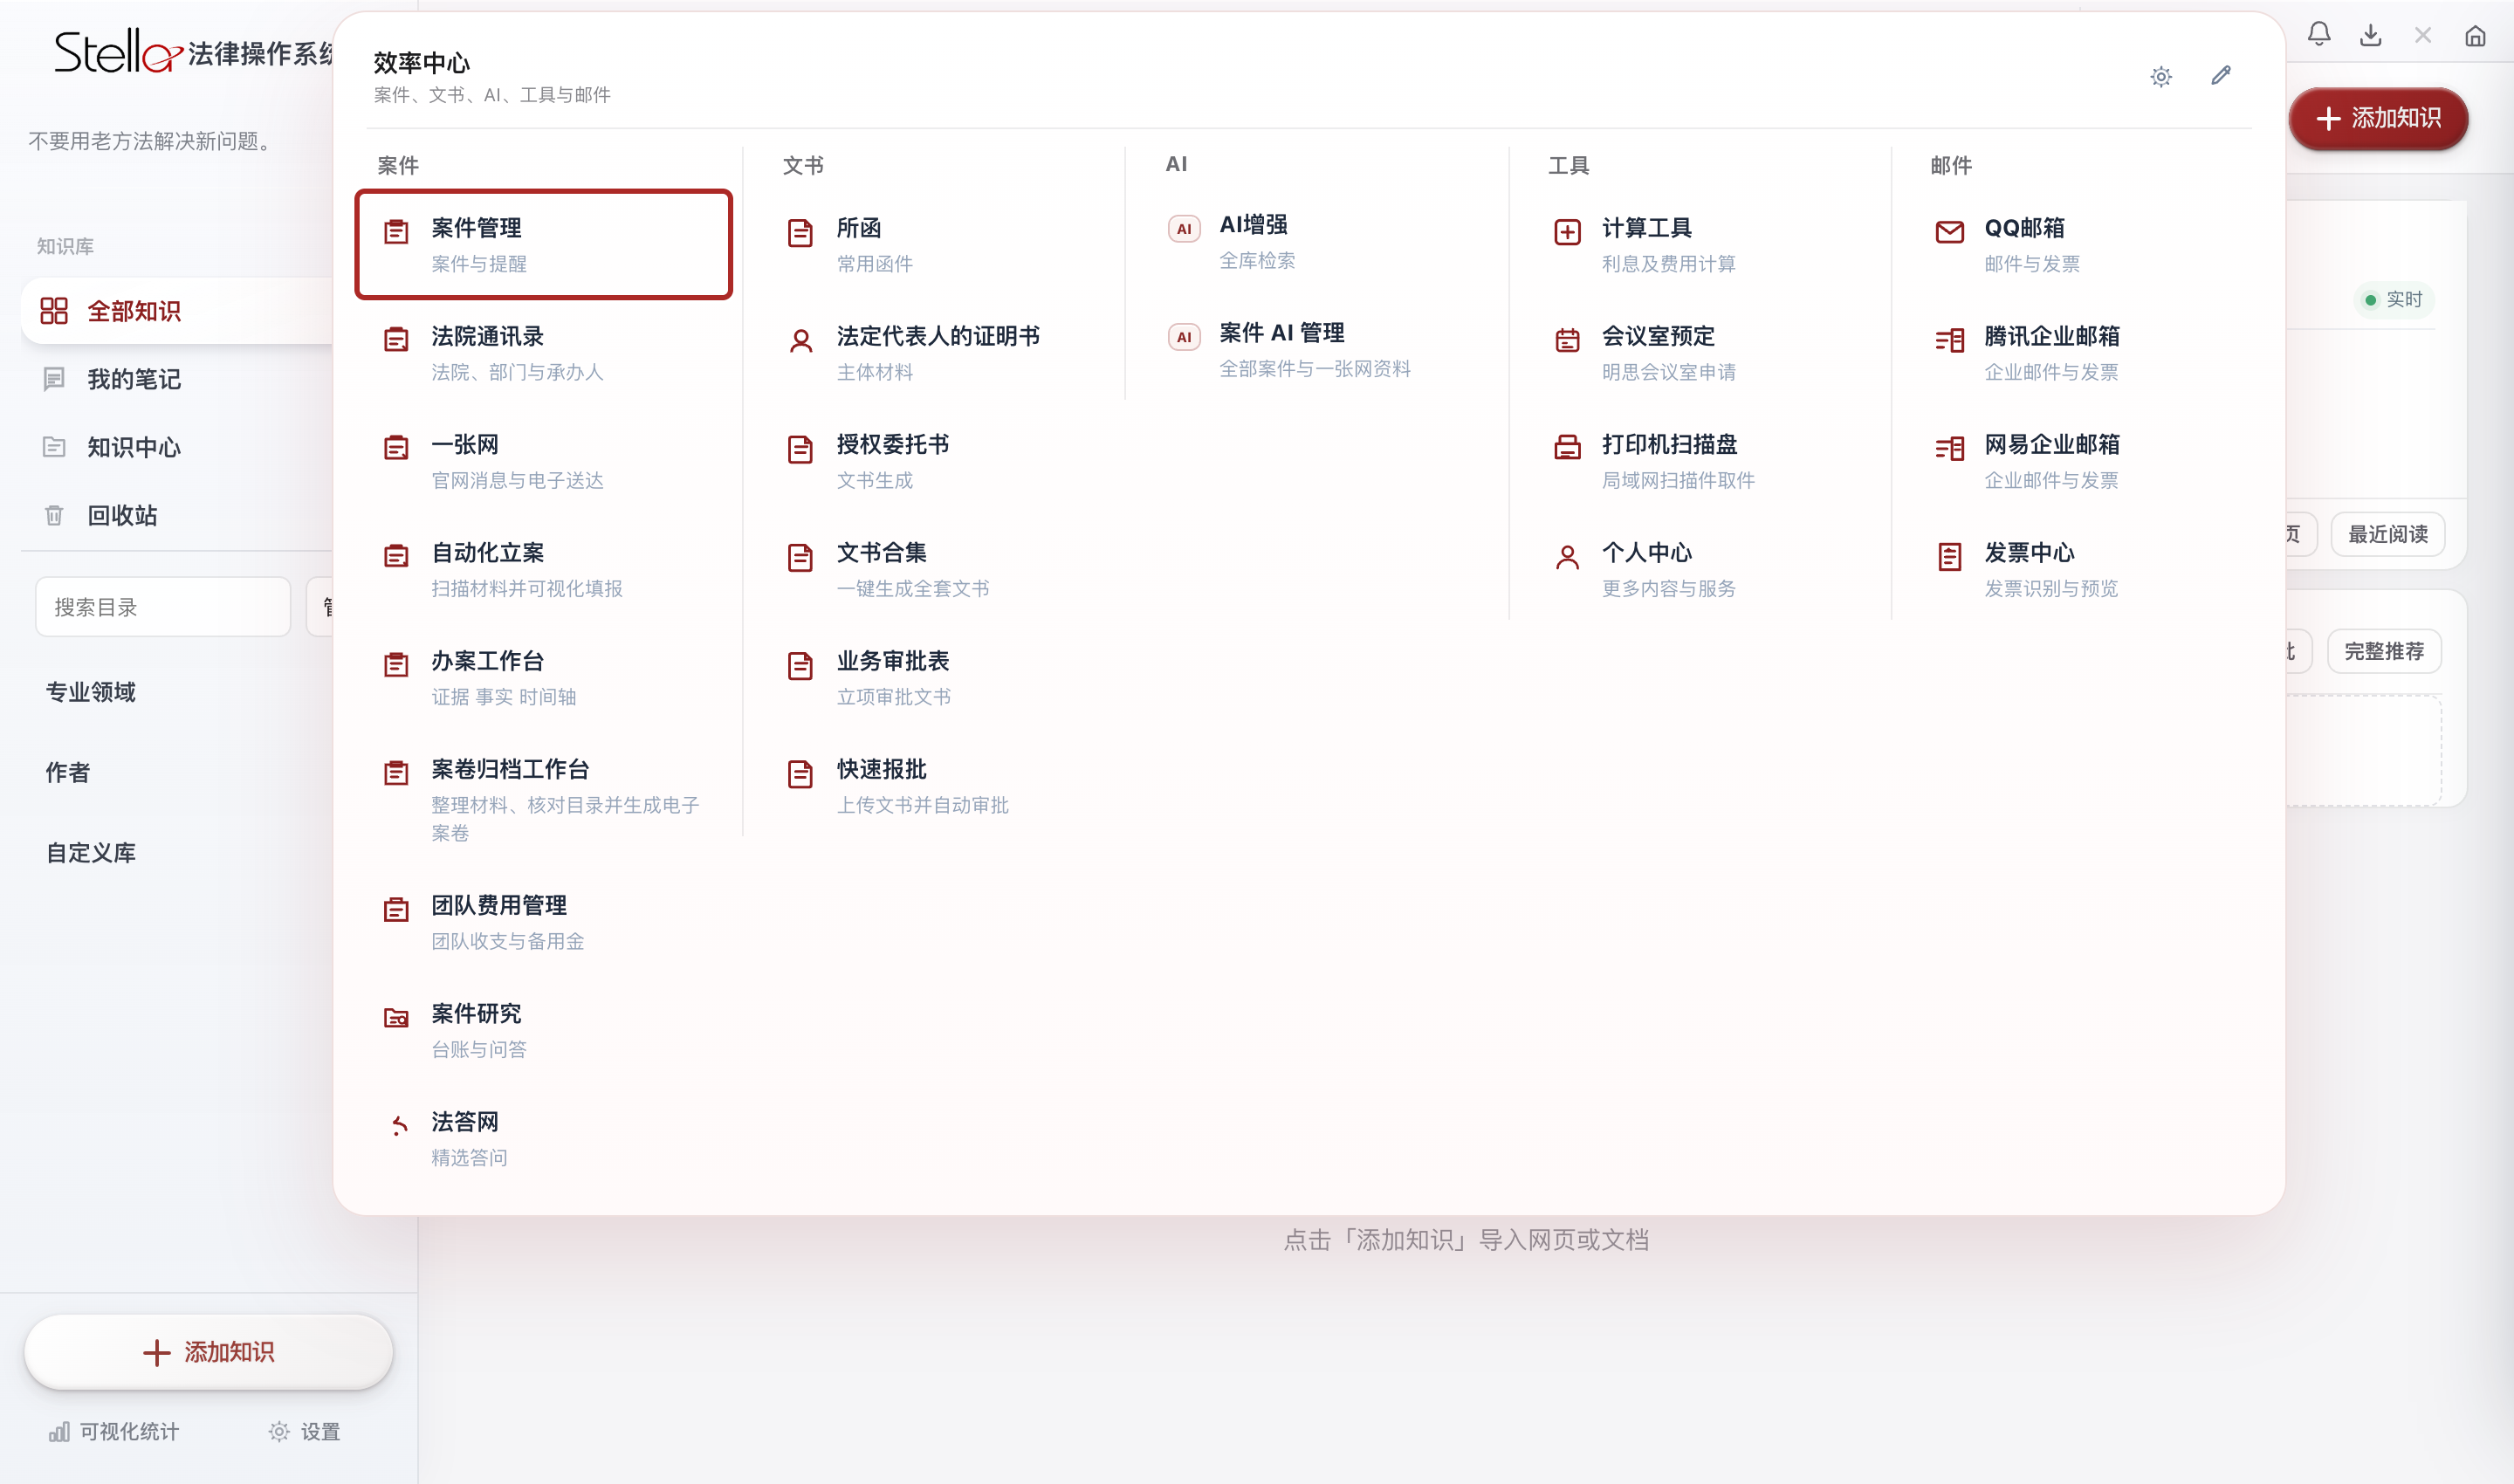 Stella 法律操作系统
不要用老方法解决新问题。
知识库
全部知识
我的笔记
知识中心
回收站
搜索目录
专业领域
作者
自定义库
添加知识
可视化统计
设置
效率中心
案件、文书、AI、工具与邮件
案件
案件管理
案件与提醒
法院通讯录
法院、部门与承办人
一张网
官网消息与电子送达
自动化立案
扫描材料并可视化填报
办案工作台
证据 事实 时间轴
案卷归档工作台
整理材料、核对目录并生成电子
案卷
团队费用管理
团队收支与备用金
案件研究
台账与问答
法答网
精选答问
文书
所函
常用函件
法定代表人的证明书
主体材料
授权委托书
文书生成
文书合集
一键生成全套文书
业务审批表
立项审批文书
快速报批
上传文书并自动审批
AI
AI
AI增强
全库检索
AI
案件 AI 管理
全部案件与一张网资料
工具
计算工具
利息及费用计算
会议室预定
明思会议室申请
打印机扫描盘
局域网扫描件取件
个人中心
更多内容与服务
邮件
QQ邮箱
邮件与发票
腾讯企业邮箱
企业邮件与发票
网易企业邮箱
企业邮件与发票
发票中心
发票识别与预览
添加知识
实时
页
最近阅读
完整推荐
点击「添加知识」导入网页或文档